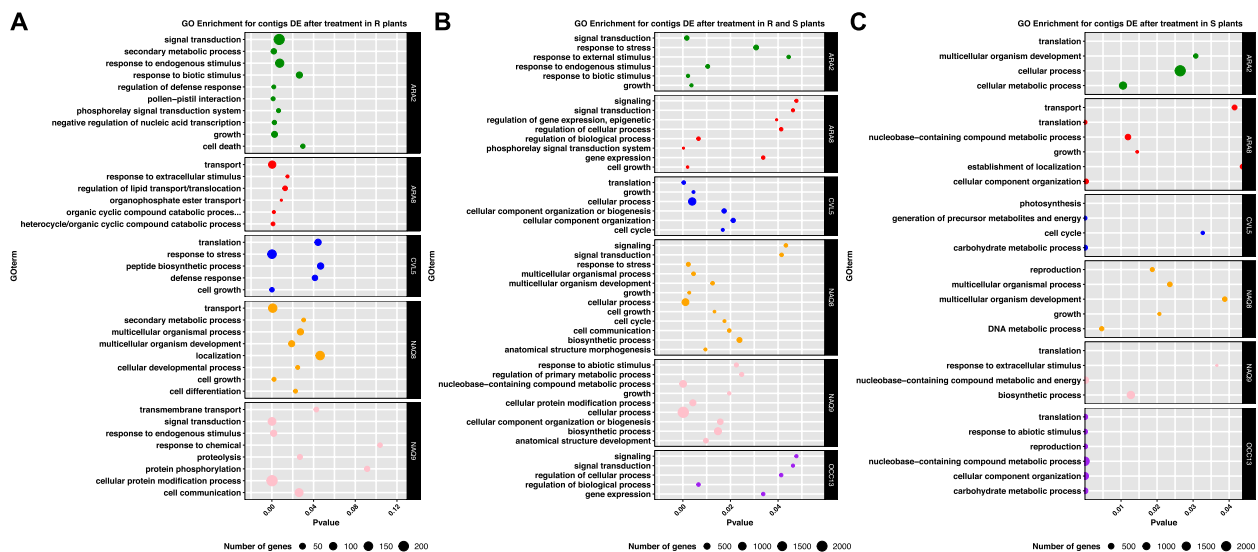 A
GO Enrichment for contigs DE after treatment in R plants
signal transduction
secondary metabolic process
response to endogenous stimulus
response to biotic stimulus
regulation of defense response
pollen−pistil interaction
phosphorelay signal transduction system
negative regulation of nucleic acid transcription
growth
cell death
ARA2
transport
response to extracellular stimulus
regulation of lipid transport/translocation
organophosphate ester transport
organic cyclic compound catabolic proces...
heterocycle/organic cyclic compound catabolic process
ARA8
translation
response to stress
peptide biosynthetic process
defense response
cell growth
CVL5
transport
secondary metabolic process
multicellular organismal process
multicellular organism development
localization
cellular developmental process
cell growth
cell differentiation
NAQ8
transmembrane transport
signal transduction
response to endogenous stimulus
response to chemical
proteolysis
protein phosphorylation
cellular protein modification process
cell communication
NAQ9
GOterm
0.00 0.04 0.08 0.12
Pvalue
Number of genes 50 100 150 200
B
GO Enrichment for contigs DE after treatment in R and S plants
signal transduction
response to stress
response to external stimulus
response to endogenous stimulus
response to biotic stimulus
growth
ARA2
signaling
signal transduction
regulation of gene expression, epigenetic
regulation of cellular process
regulation of biological process
phosphorelay signal transduction system
gene expression
cell growth
ARA8
translation
growth
cellular process
cellular component organization or biogenesis
cellular component organization
cell cycle
CVL5
signaling
signal transduction
response to stress
multicellular organismal process
multicellular organism development
growth
cellular process
cell growth
cell cycle
cell communication
biosynthetic process
anatomical structure morphogenesis
NAQ8
response to abiotic stimulus
regulation of primary metabolic process
nucleobase−containing compound metabolic process
growth
cellular protein modification process
cellular process
cellular component organization or biogenesis
biosynthetic process
anatomical structure development
NAQ9
signaling
signal transduction
regulation of cellular process
regulation of biological process
gene expression
OCC13
GOterm
0.00 0.02 0.04
Pvalue
Number of genes 500 1000 1500 2000
C
GO Enrichment for contigs DE after treatment in S plants
translation
multicellular organism development
cellular process
cellular metabolic process
ARA2
transport
translation
nucleobase−containing compound metabolic process
growth
establishment of localization
cellular component organization
ARA8
photosynthesis
generation of precursor metabolites and energy
cell cycle
carbohydrate metabolic process
CVL5
reproduction
multicellular organismal process
multicellular organism development
growth
DNA metabolic process
NAQ8
translation
response to extracellular stimulus
nucleobase−containing compound metabolic and energy
biosynthetic process
NAQ9
translation
response to abiotic stimulus
reproduction
nucleobase−containing compound metabolic process
cellular component organization
carbohydrate metabolic process
OCC13
GOterm
0.01 0.02 0.03 0.04
Pvalue
Number of genes 500 1000 1500 2000